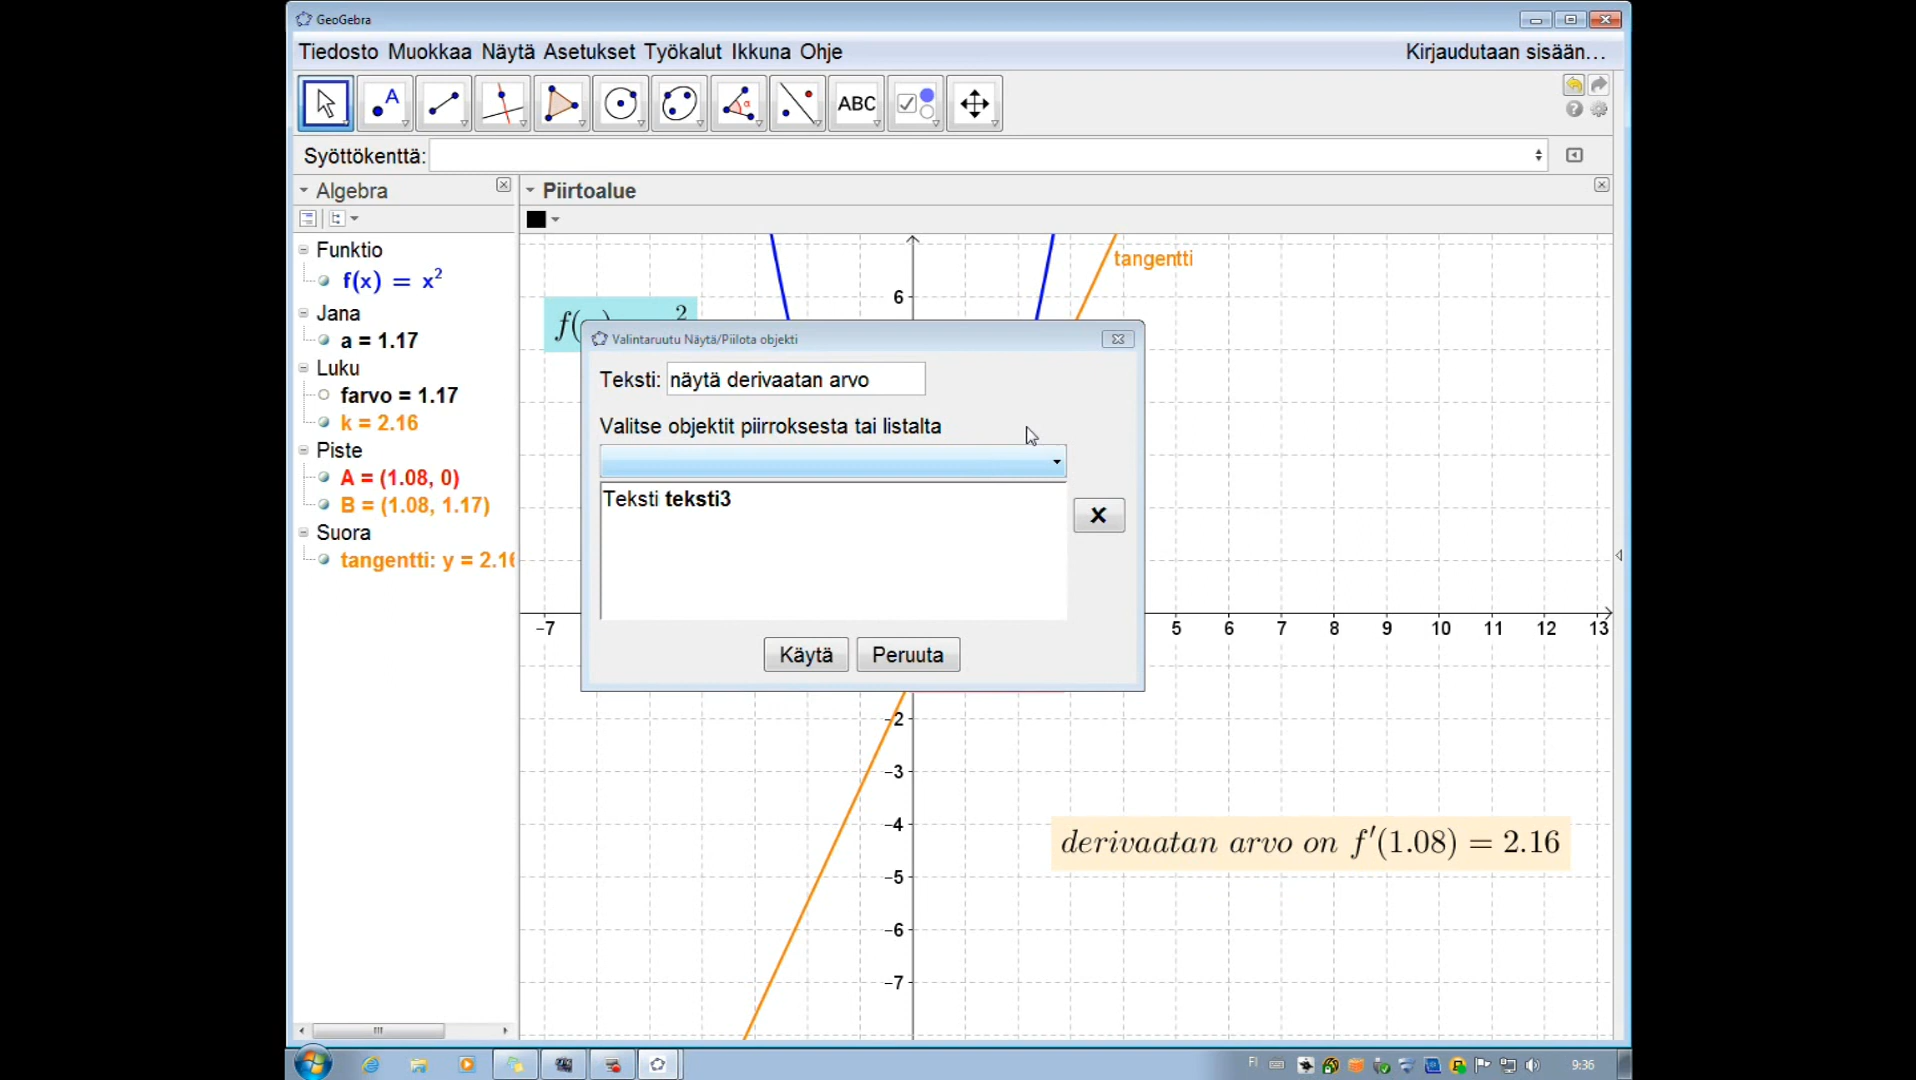 GeoGebra
Tiedosto Muokkaa Näytä Asetukset Työkalut Ikkuna Ohje
Kirjaudutaan sisään...
A
α
ABC
Syöttökenttä:
Algebra
Piirtoalue
Funktio
f(x) = x²
Jana
a = 1.17
Luku
farvo = 1.17
k = 2.16
Piste
A = (1.08, 0)
B = (1.08, 1.17)
Suora
tangentti: y = 2.16
tangentti
6
f(
2
Valintaruutu Näytä/Piilota objekti
Teksti: näytä derivaatan arvo
Valitse objektit piirroksesta tai listalta
Teksti teksti3
X
Käytä
Peruuta
-7
5 6 7 8 9 10 11 12 13
-2
-3
-4
derivaatan arvo on f′(1.08) = 2.16
-5
-6
-7
FI
9:36